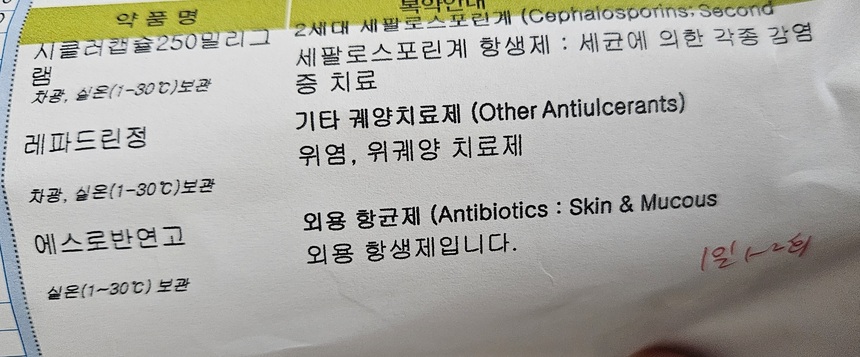 약 품 명
복약안내
2세대 세팔로스포린계 (Cephalosporins; Second
시클러캡슐250밀리그
램
세팔로스포린계 항생제 : 세균에 의한 각종 감염
증 치료
차광, 실온(1-30℃)보관
기타 궤양치료제 (Other Antiulcerants)
레파드린정
위염, 위궤양 치료제
차광, 실온(1-30℃)보관
외용 항균제 (Antibiotics : Skin & Mucous
에스로반연고
외용 항생제입니다.
1일 1~2회
실온(1~30℃) 보관